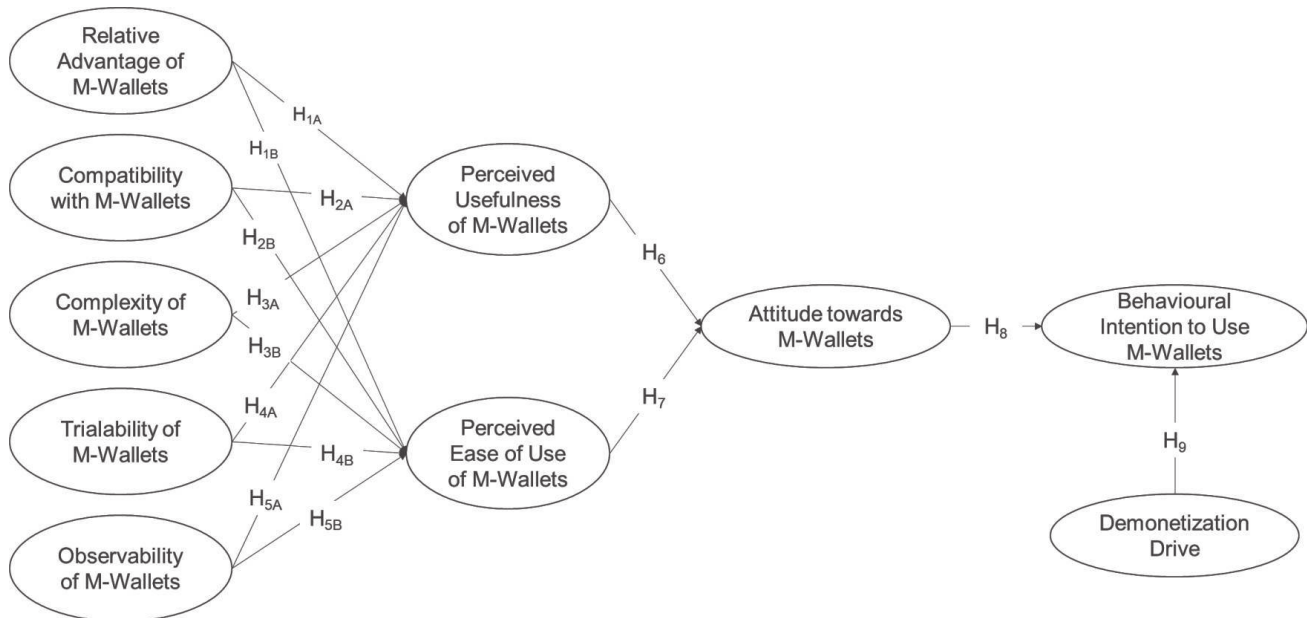 Relative
Advantage of
M-Wallets
Compatibility
with M-Wallets
Complexity of
M-Wallets
Trialability of
M-Wallets
Observability
of M-Wallets
H1A
H1B
H2A
H2B
H3A
H3B
H4A
H4B
H5A
H5B
Perceived
Usefulness
of M-Wallets
Perceived
Ease of Use
of M-Wallets
H6
H7
Attitude towards
M-Wallets
H8
Behavioural
Intention to Use
M-Wallets
H9
Demonetization
Drive